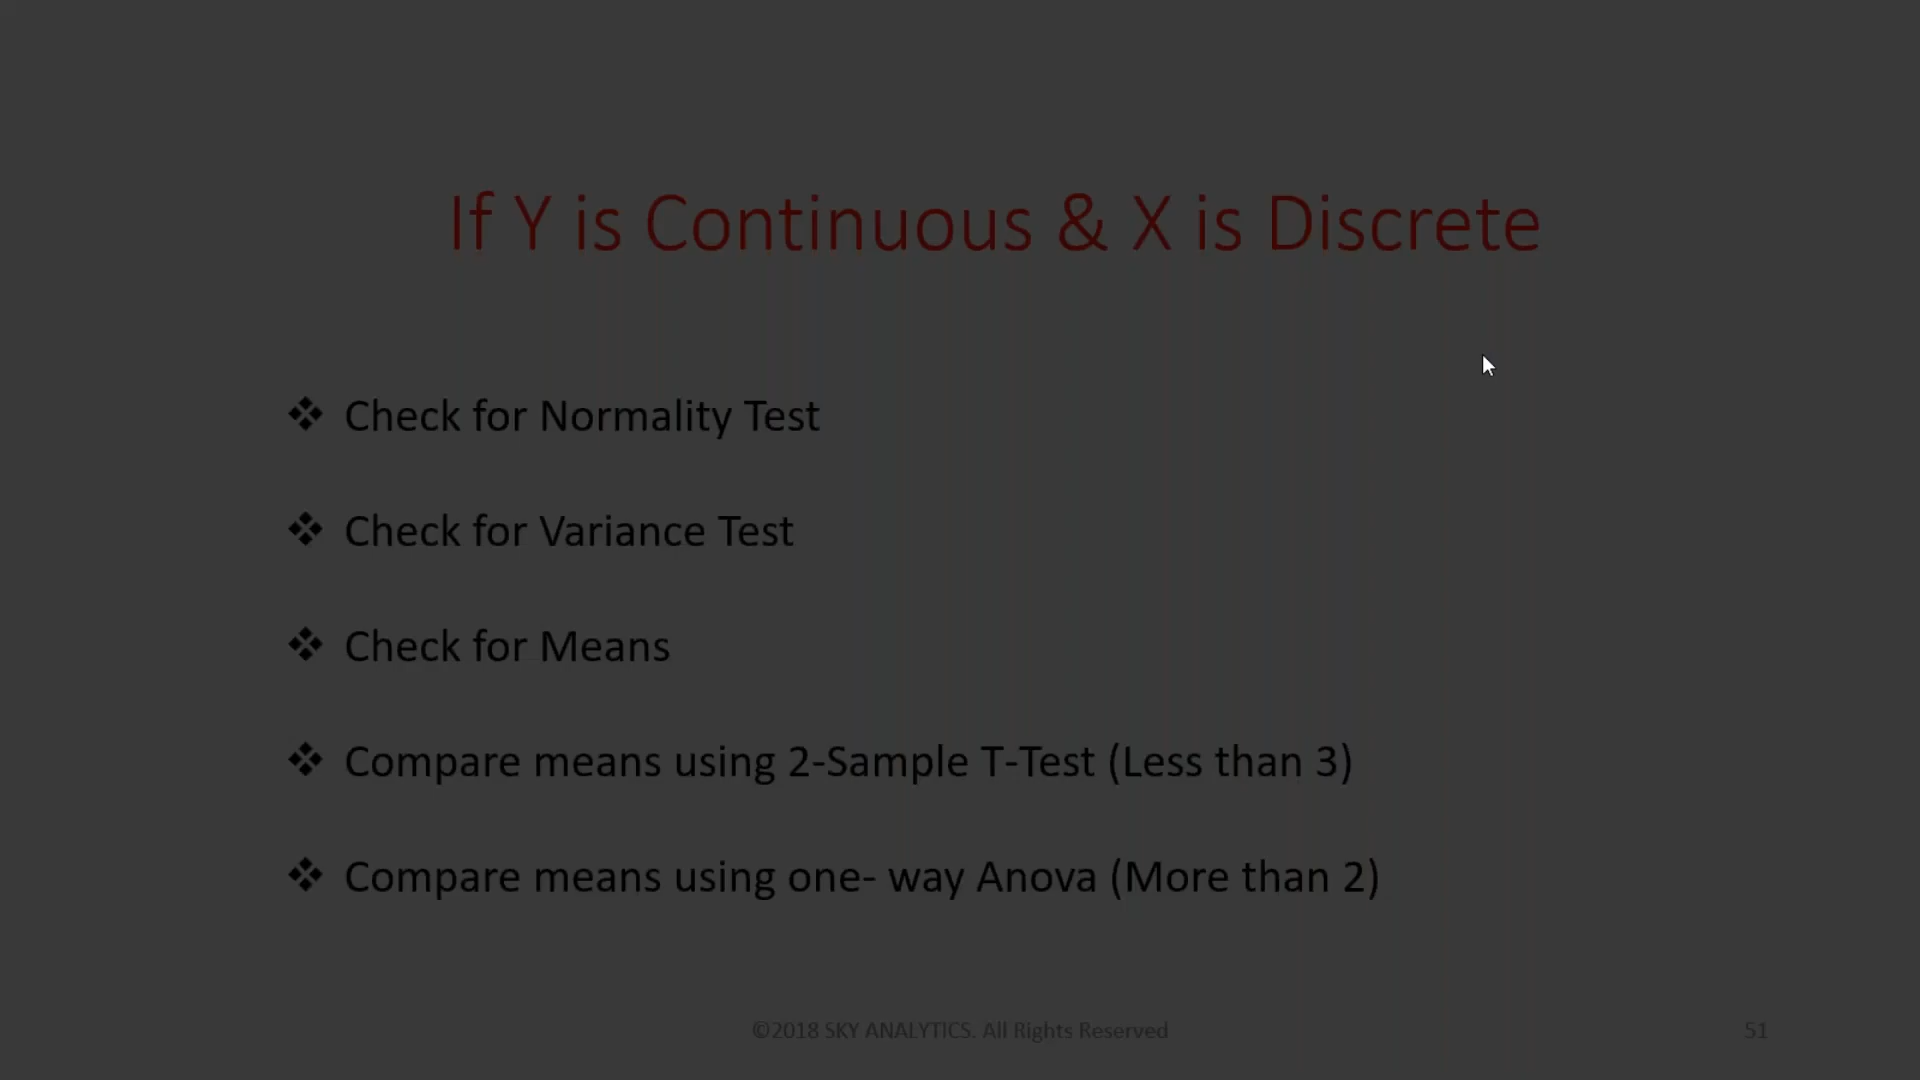 If Y is Continuous & X is Discrete
❖ Check for Normality Test
❖ Check for Variance Test
❖ Check for Means
❖ Compare means using 2-Sample T-Test (Less than 3)
❖ Compare means using one- way Anova (More than 2)
©2018 SKY ANALYTICS. All Rights Reserved
51